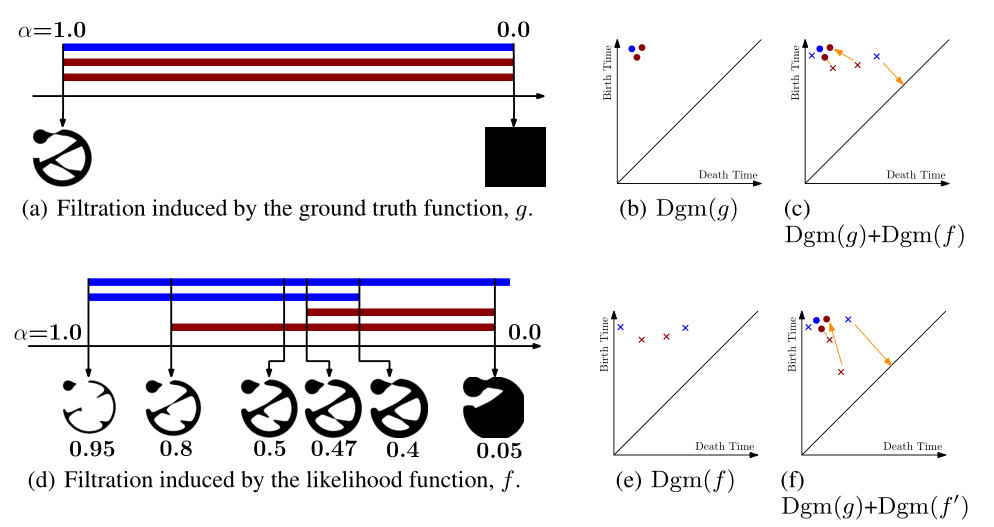 α=1.0 0.0
(a) Filtration induced by the ground truth function, g.
Birth Time
Death Time
(b) Dgm(g)
Birth Time
Death Time
(c)
Dgm(g)+Dgm(f)
α=1.0 0.0
0.95 0.8 0.5 0.47 0.4 0.05
(d) Filtration induced by the likelihood function, f.
Birth Time
Death Time
(e) Dgm(f)
Birth Time
Death Time
(f)
Dgm(g)+Dgm(f′)